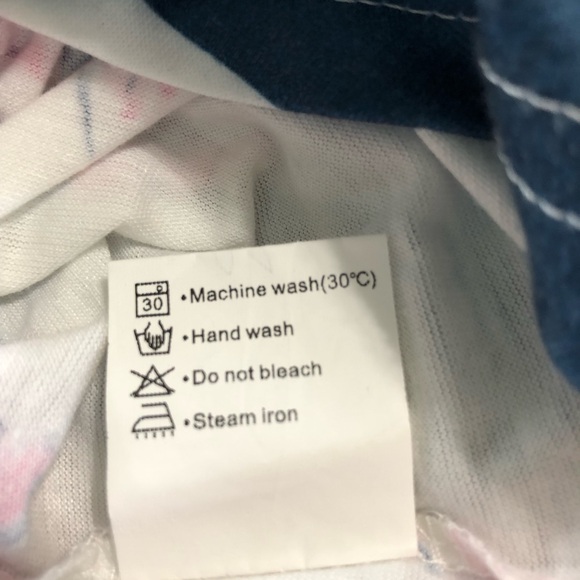 30 •Machine wash(30°C)
•Hand wash
•Do not bleach
•Steam iron